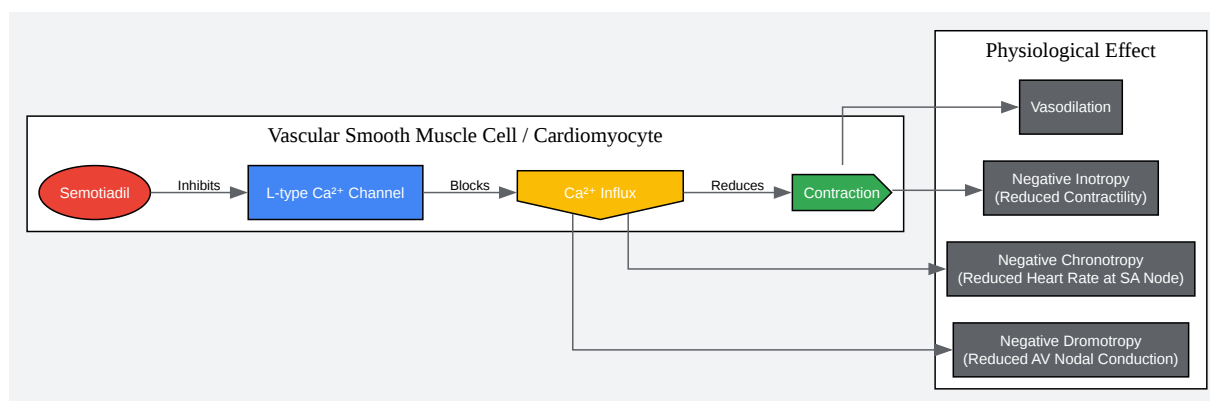 Physiological Effect
Vasodilation
Vascular Smooth Muscle Cell / Cardiomyocyte
Semotiadil
Inhibits
L-type Ca²⁺ Channel
Blocks
Ca²⁺ Influx
Reduces
Contraction
Negative Inotropy
(Reduced Contractility)
Negative Chronotropy
(Reduced Heart Rate at SA Node)
Negative Dromotropy
(Reduced AV Nodal Conduction)